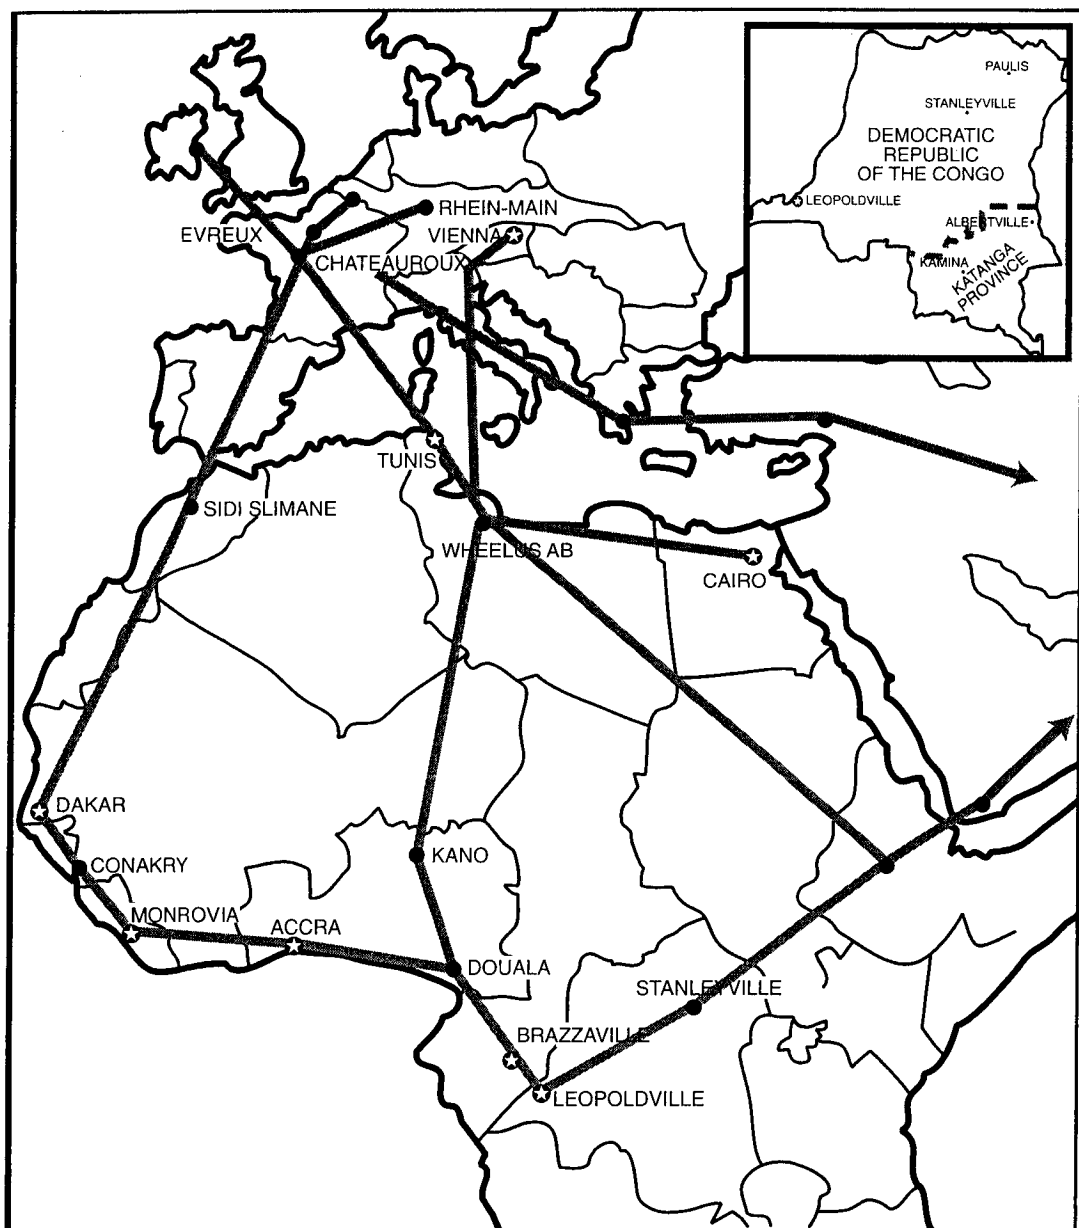 PAULIS
STANLEYVILLE
DEMOCRATIC
REPUBLIC
OF THE CONGO
LEOPOLDVILLE
ALBERTVILLE
KAMINA
KATANGA
PROVINCE
RHEIN-MAIN
EVREUX
VIENNA
CHATEAUROUX
TUNIS
SIDI SLIMANE
WHEELUS AB
CAIRO
DAKAR
KANO
CONAKRY
MONROVIA
ACCRA
DOUALA
STANLEYVILLE
BRAZZAVILLE
LEOPOLDVILLE